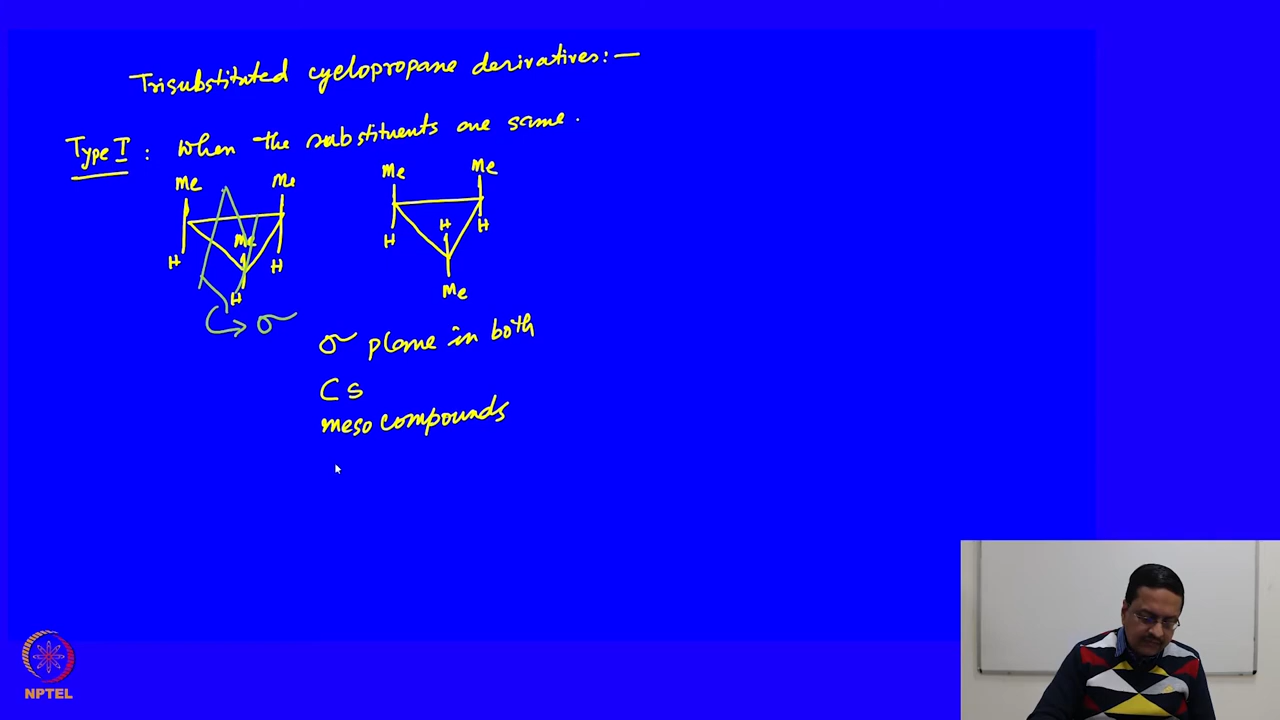 Trisubstituted cyclopropane derivatives:—
Type I : When the substituents are same.
Me Me Me Me
H Me H H H H
H Me
σ
σ plane in both
Cs
meso compounds
NPTEL